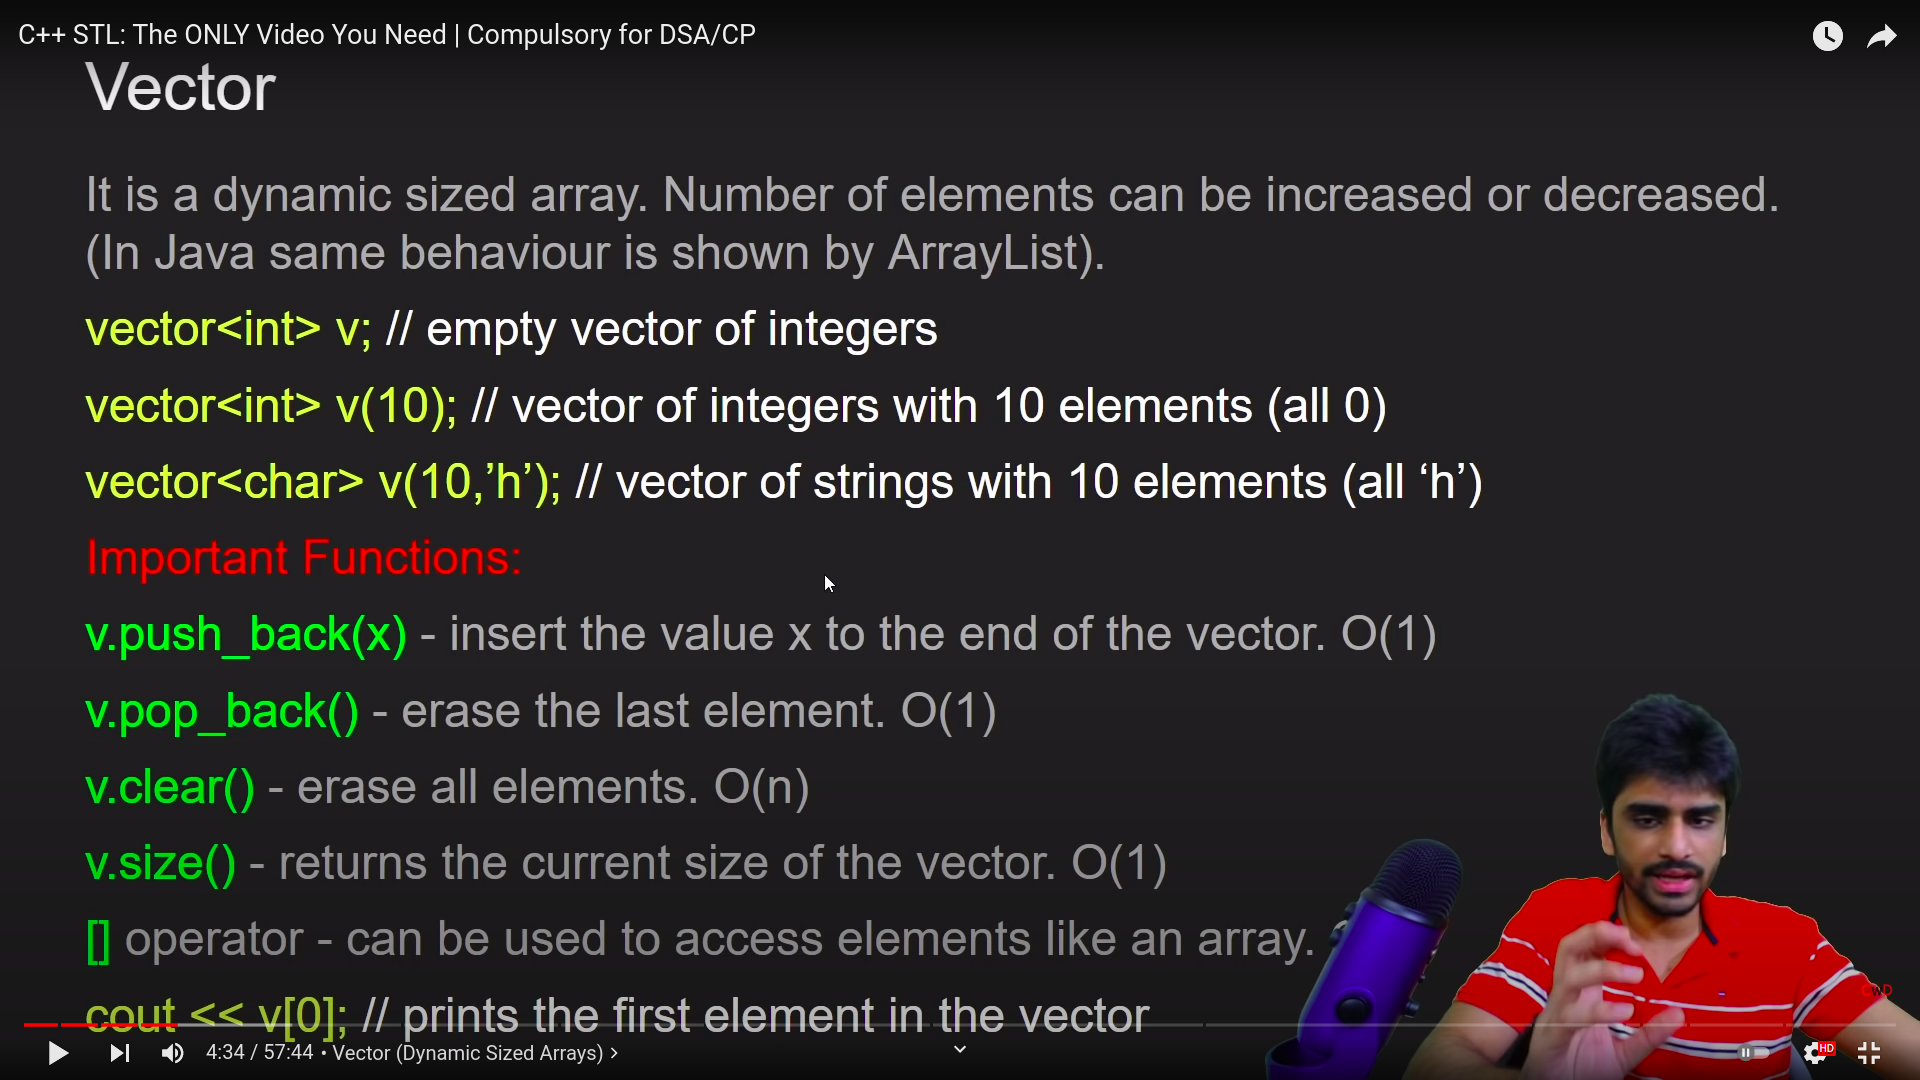 C++ STL: The ONLY Video You Need | Compulsory for DSA/CP
Vector
It is a dynamic sized array. Number of elements can be increased or decreased.
(In Java same behaviour is shown by ArrayList).
vector<int> v; // empty vector of integers
vector<int> v(10); // vector of integers with 10 elements (all 0)
vector<char> v(10,’h’); // vector of strings with 10 elements (all ‘h’)
Important Functions:
v.push_back(x) - insert the value x to the end of the vector. O(1)
v.pop_back() - erase the last element. O(1)
v.clear() - erase all elements. O(n)
v.size() - returns the current size of the vector. O(1)
[] operator - can be used to access elements like an array.
CWD
cout << v[0]; // prints the first element in the vector
4:34 / 57:44 • Vector (Dynamic Sized Arrays) >
HD